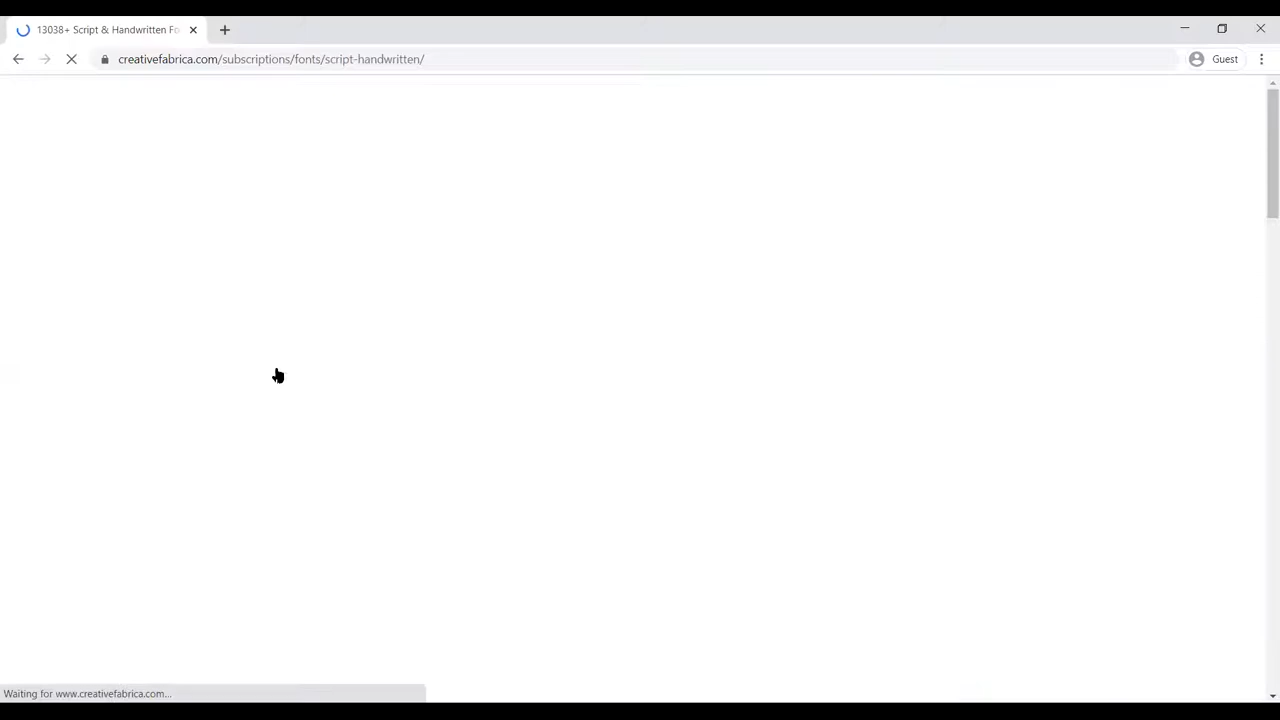 13038+ Script & Handwritten Fo
creativefabrica.com/subscriptions/fonts/script-handwritten/
Guest
Waiting for www.creativefabrica.com...